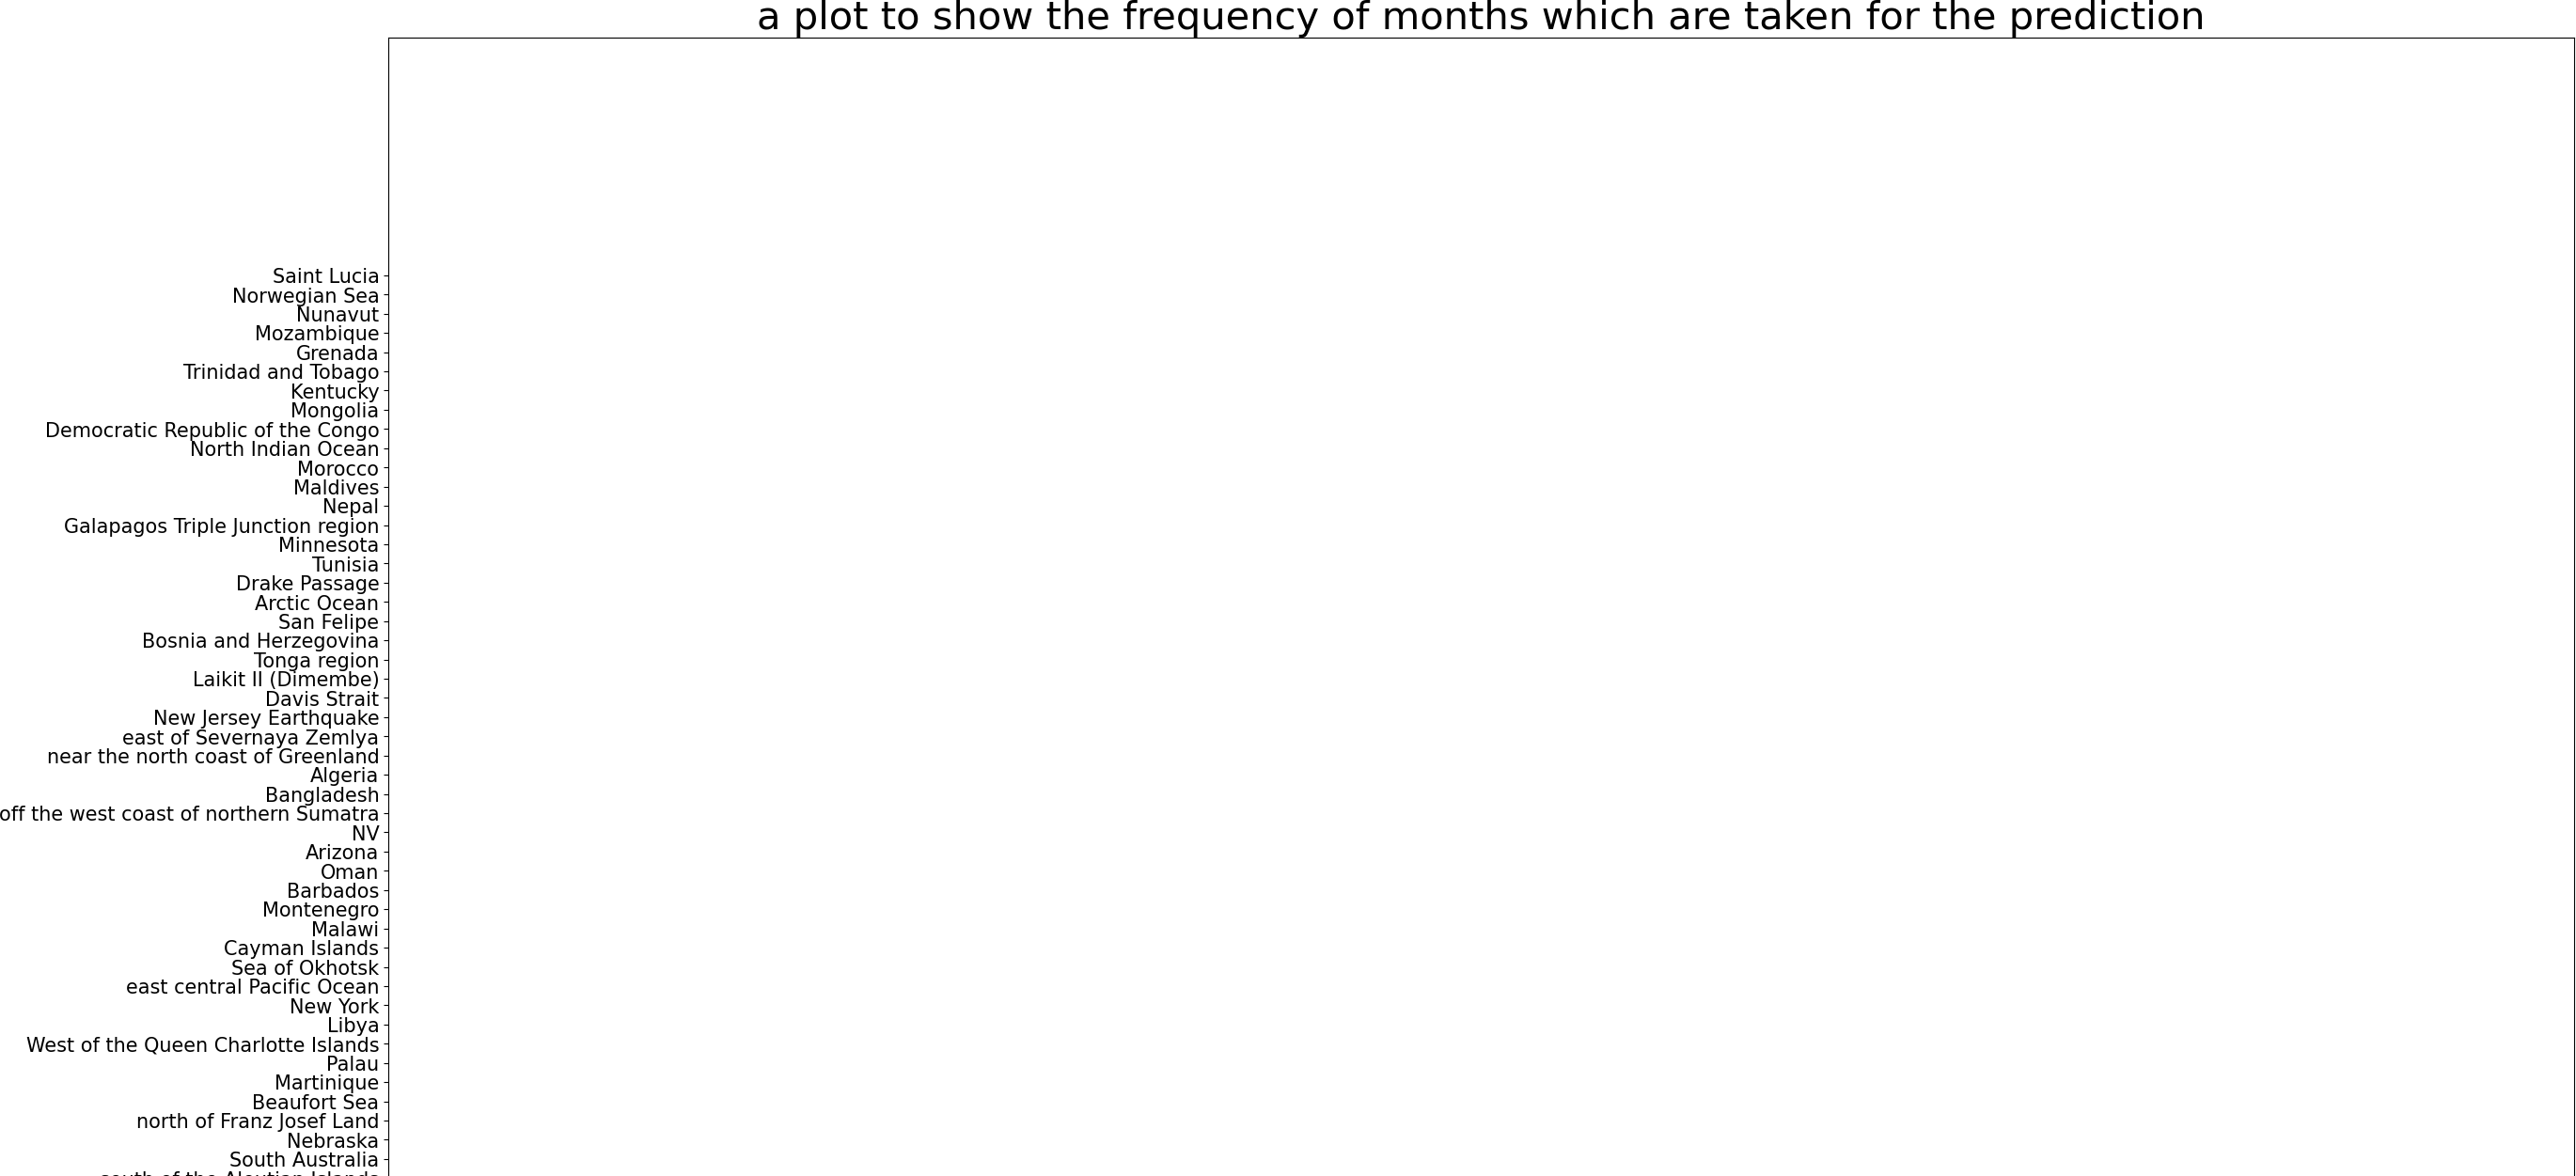 a plot to show the frequency of months which are taken for the prediction
Saint Lucia
Norwegian Sea
Nunavut
Mozambique
Grenada
Trinidad and Tobago
Kentucky
Mongolia
Democratic Republic of the Congo
North Indian Ocean
Morocco
Maldives
Nepal
Galapagos Triple Junction region
Minnesota
Tunisia
Drake Passage
Arctic Ocean
San Felipe
Bosnia and Herzegovina
Tonga region
Laikit II (Dimembe)
Davis Strait
New Jersey Earthquake
east of Severnaya Zemlya
near the north coast of Greenland
Algeria
Bangladesh
off the west coast of northern Sumatra
NV
Arizona
Oman
Barbados
Montenegro
Malawi
Cayman Islands
Sea of Okhotsk
east central Pacific Ocean
New York
Libya
West of the Queen Charlotte Islands
Palau
Martinique
Beaufort Sea
north of Franz Josef Land
Nebraska
South Australia
south of the Aleutian Islands